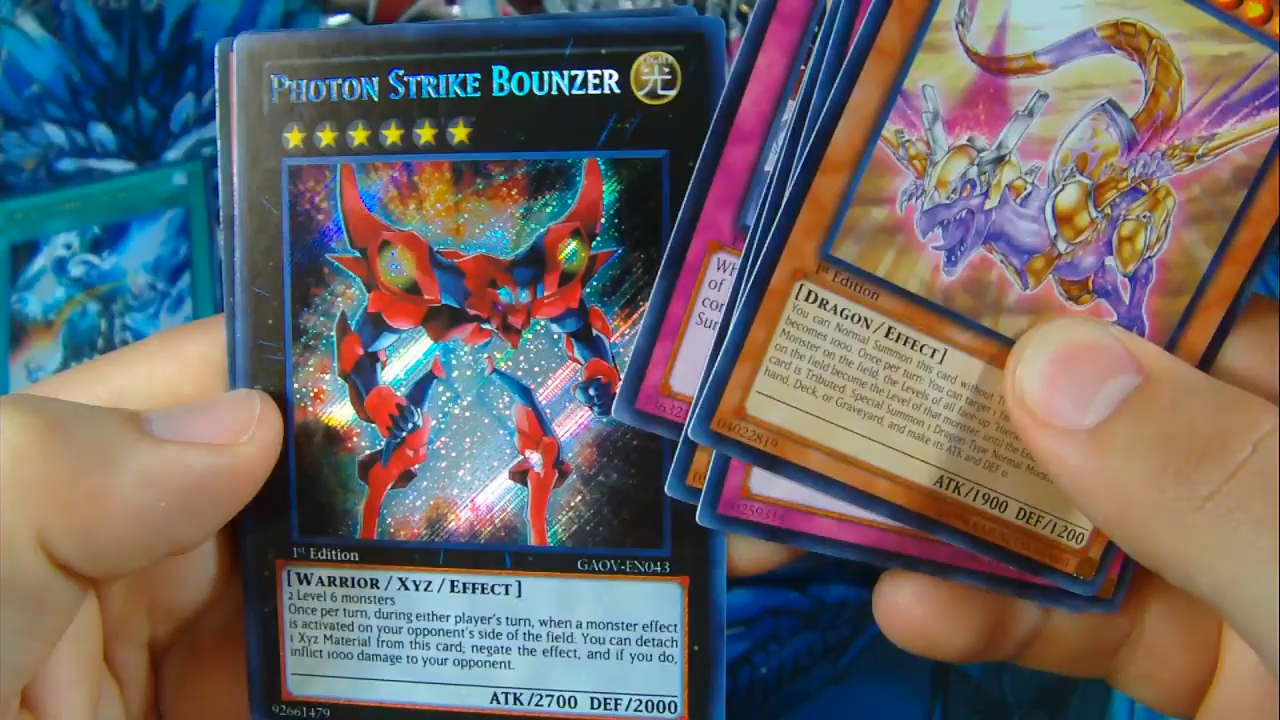 PHOTON STRIKE BOUNZER
LIGHT
光
1st Edition
GAOV-EN043
[WARRIOR/XYZ/EFFECT]
2 Level 6 monsters
Once per turn, during either player's turn, when a monster effect
is activated on your opponent's side of the field: You can detach
1 Xyz Material from this card; negate the effect, and if you do,
inflict 1000 damage to your opponent.
ATK/2700 DEF/2000
92661479
of
Sur
1st Edition
[DRAGON/EFFECT]
You can Normal Summon this card without
becomes 1000. Once per turn: You can target 1
Monster on the field; the Levels of all face-up
on the field become the Level of that monster until the
card is Tributed: Special Summon 1 Dragon-Type Normal
hand, Deck, or Graveyard, and make its ATK and DEF 0.
04022819
ATK/1900 DEF/1200